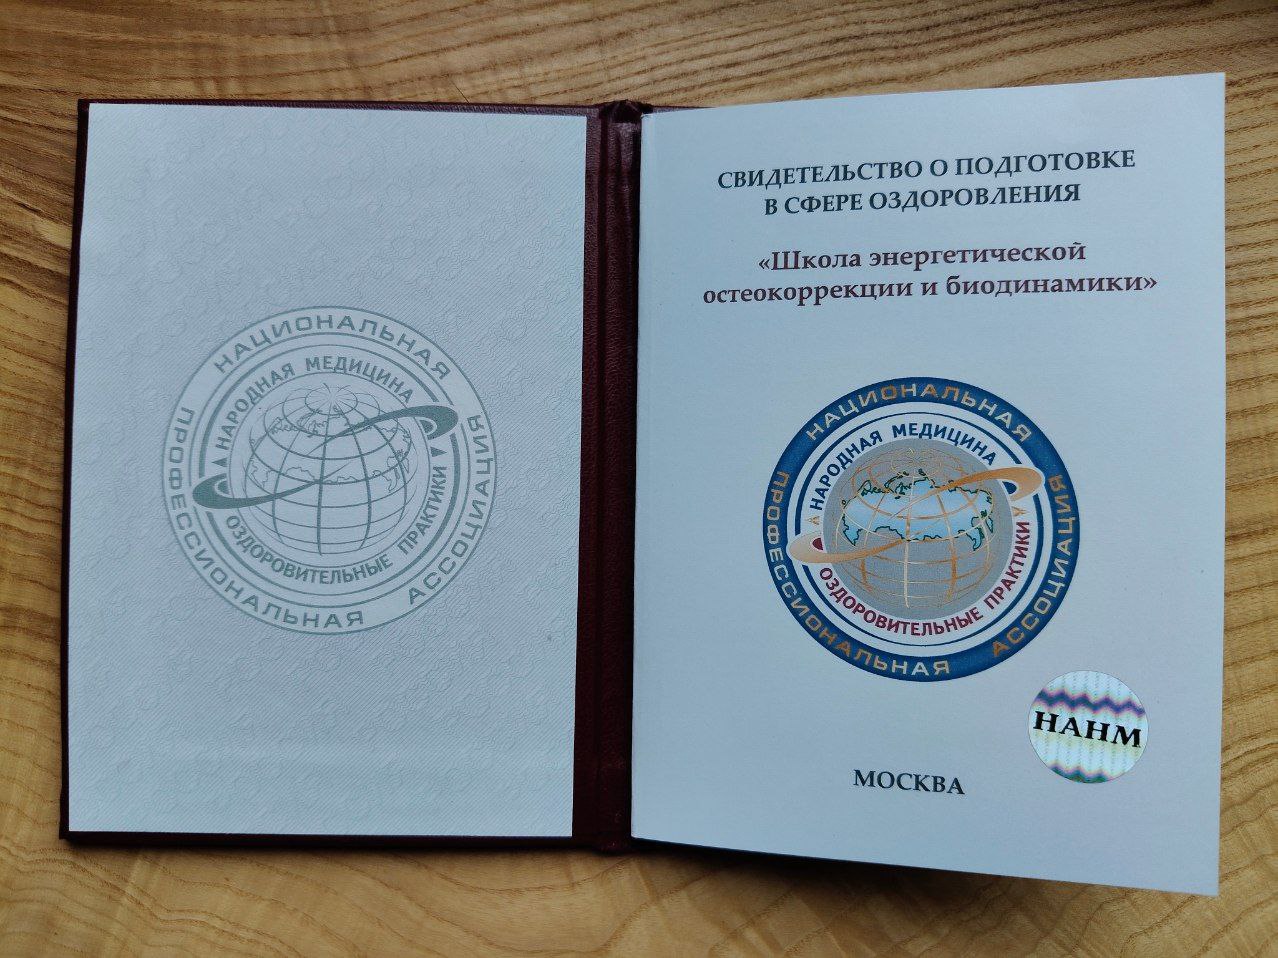 НАЦИОНАЛЬНАЯ
ПРОФЕССИОНАЛЬНАЯ АССОЦИАЦИЯ
НАРОДНАЯ МЕДИЦИНА
ОЗДОРОВИТЕЛЬНЫЕ ПРАКТИКИ
СВИДЕТЕЛЬСТВО О ПОДГОТОВКЕ
В СФЕРЕ ОЗДОРОВЛЕНИЯ
«Школа энергетической
остеокоррекции и биодинамики»
НАЦИОНАЛЬНАЯ
ПРОФЕССИОНАЛЬНАЯ АССОЦИАЦИЯ
НАРОДНАЯ МЕДИЦИНА
ОЗДОРОВИТЕЛЬНЫЕ ПРАКТИКИ
НАНМ
МОСКВА